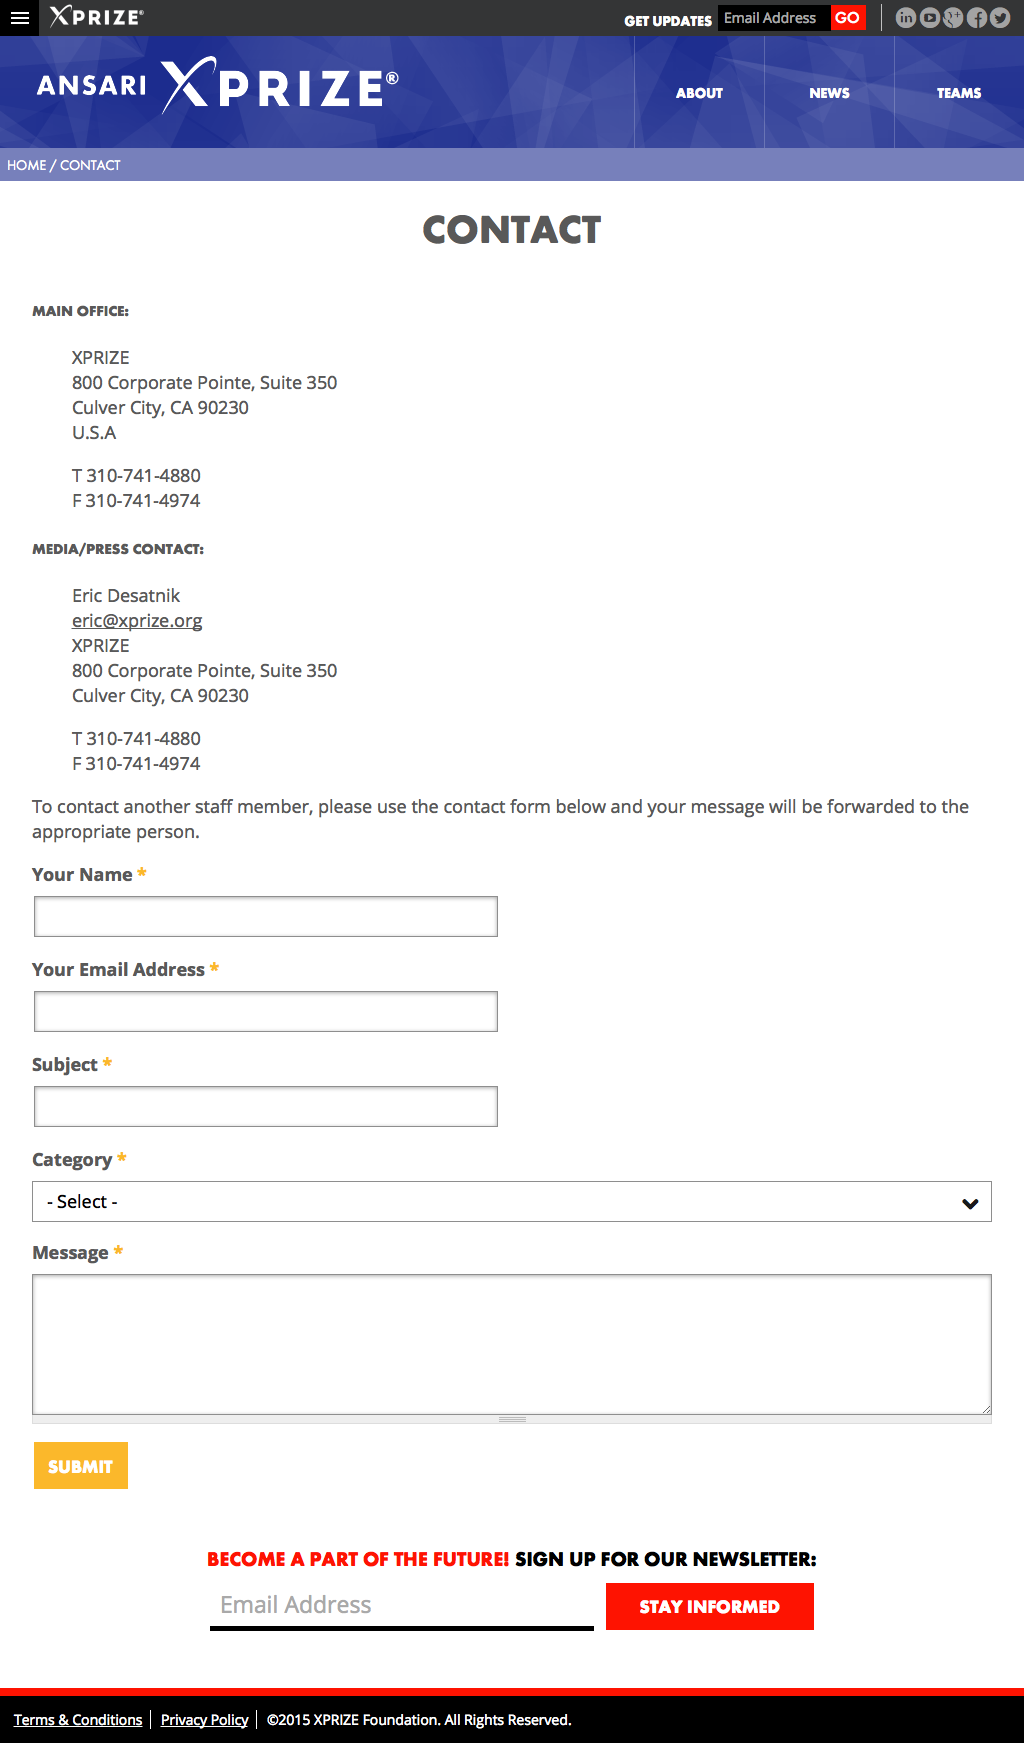 XPRIZE®
GET UPDATES Email Address GO
ANSARI XPRIZE®
ABOUT NEWS TEAMS
HOME / CONTACT
CONTACT
MAIN OFFICE:
XPRIZE
800 Corporate Pointe, Suite 350
Culver City, CA 90230
U.S.A
T 310-741-4880
F 310-741-4974
MEDIA/PRESS CONTACT:
Eric Desatnik
eric@xprize.org
XPRIZE
800 Corporate Pointe, Suite 350
Culver City, CA 90230
T 310-741-4880
F 310-741-4974
To contact another staff member, please use the contact form below and your message will be forwarded to the
appropriate person.
Your Name *
Your Email Address *
Subject *
Category *
- Select -
Message *
SUBMIT
BECOME A PART OF THE FUTURE! SIGN UP FOR OUR NEWSLETTER:
Email Address STAY INFORMED
Terms & Conditions Privacy Policy ©2015 XPRIZE Foundation. All Rights Reserved.